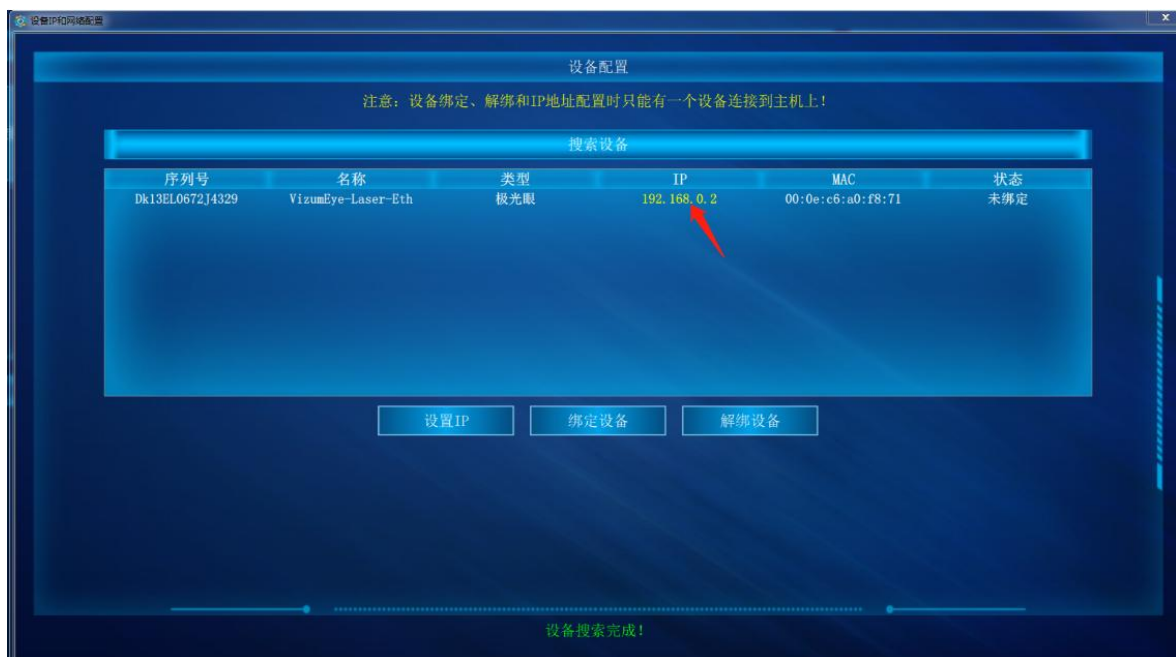 设备IP和网络配置
设备配置
注意：设备绑定、解绑和IP地址配置时只能有一个设备连接到主机上！
搜索设备
序列号 名称 类型 IP MAC 状态
Dk13EL0672J4329 VizumEye-Laser-Eth 极光眼 192.168.0.2 00:0e:c6:a0:f8:71 未绑定
设置IP 绑定设备 解绑设备
设备搜索完成！